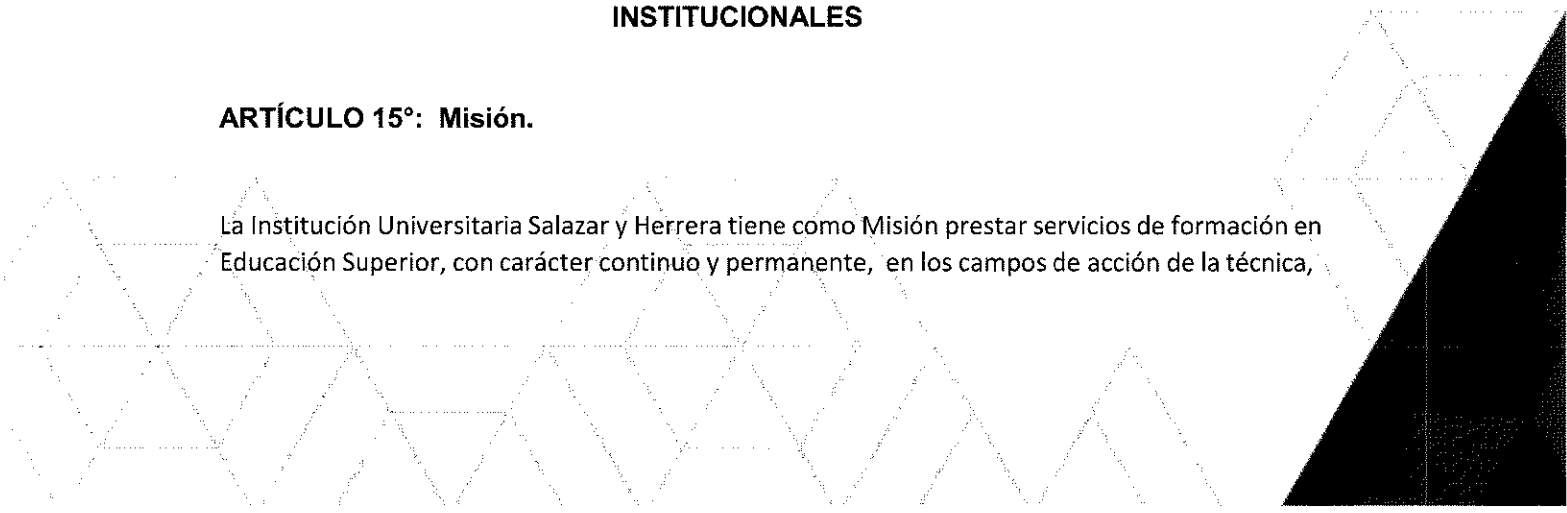 INSTITUCIONALES
ARTÍCULO 15°: Misión.
La Institución Universitaria Salazar y Herrera tiene como Misión prestar servicios de formación en
Educación Superior, con carácter continuo y permanente, en los campos de acción de la técnica,